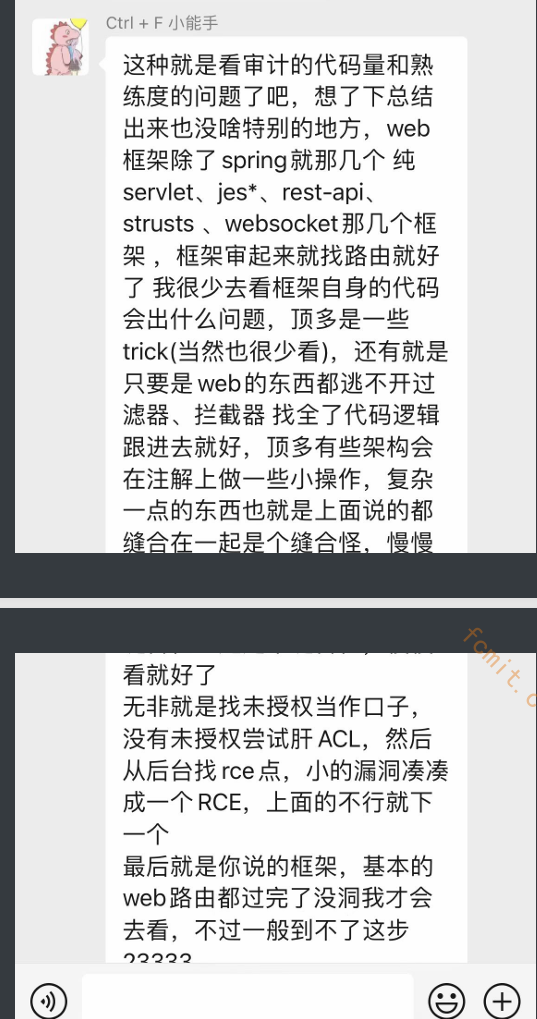 Ctrl + F 小能手
这种就是看审计的代码量和熟
练度的问题了吧，想了下总结
出来也没啥特别的地方，web
框架除了spring就那几个 纯
servlet、jes*、rest-api、
strusts 、websocket那几个框
架 ，框架审起来就找路由就好
了 我很少去看框架自身的代码
会出什么问题，顶多是一些
trick(当然也很少看)，还有就是
只要是web的东西都逃不开过
滤器、拦截器 找全了代码逻辑
跟进去就好，顶多有些架构会
在注解上做一些小操作，复杂
一点的东西也就是上面说的都
缝合在一起是个缝合怪，慢慢
看就好了
无非就是找未授权当作口子，
没有未授权尝试肝ACL，然后
从后台找rce点，小的漏洞凑凑
成一个RCE，上面的不行就下
一个
最后就是你说的框架，基本的
web路由都过完了没洞我才会
去看，不过一般到不了这步
23333
fcmit.c